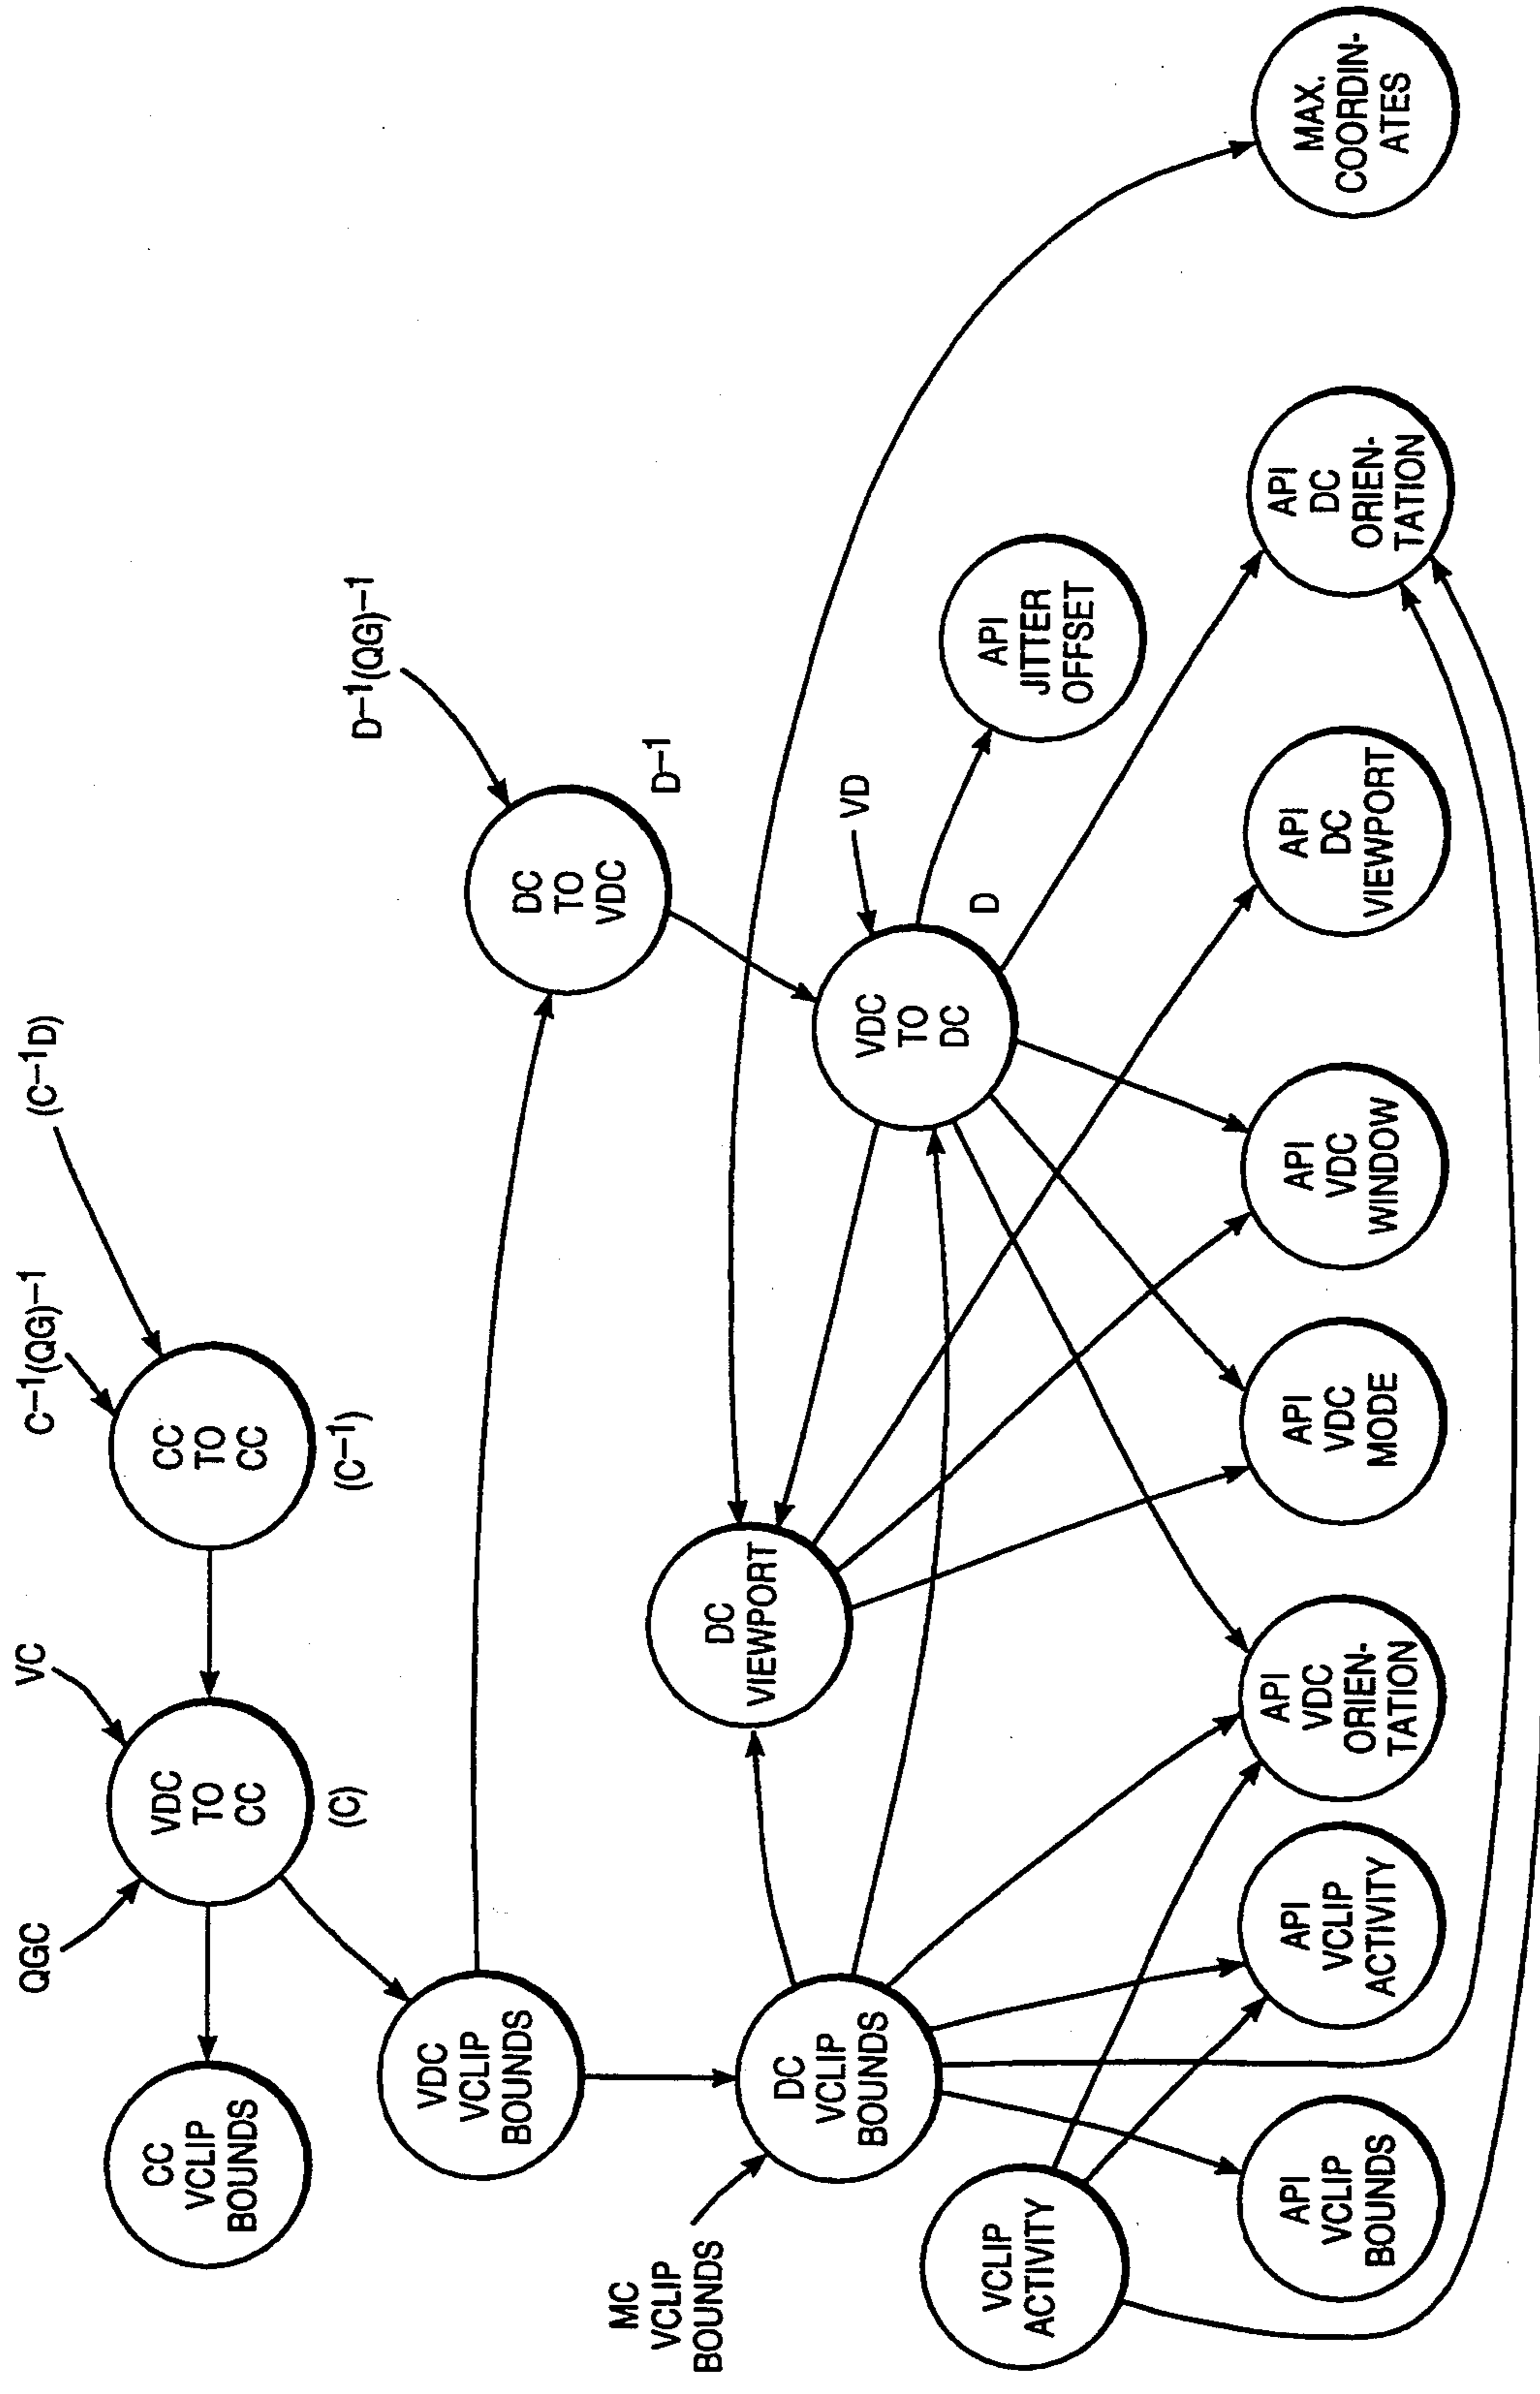 QGC
VC
C-1(QG)-1
(C-1D)
CC
VCLIP
BOUNDS
VDC
TO
CC
(C)
CC
TO
CC
(C-1)
D-1(QG)-1
VDC
VCLIP
BOUNDS
DC
TO
VDC
D-1
MC
VCLIP
BOUNDS
DC
VCLIP
BOUNDS
DC
VIEWPORT
VDC
TO
DC
VD
D
VCLIP
ACTIVITY
API
JITTER
OFFSET
API
VCLIP
BOUNDS
API
VCLIP
ACTIVITY
API
VDC
ORIEN-
TATION
API
VDC
MODE
API
VDC
WINDOW
API
DC
VIEWPORT
API
DC
ORIEN-
TATION
MAX.
COORDIN-
ATES